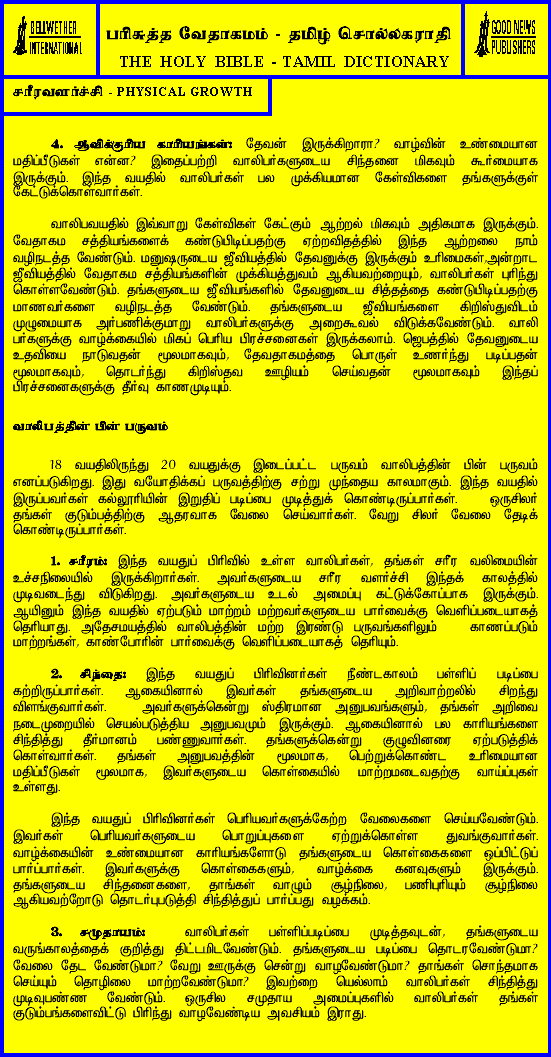 BELLWETHER
INTERNATIONAL
பரிசுத்த வேதாகமம் - தமிழ் சொல்லகராதி
THE HOLY BIBLE - TAMIL DICTIONARY
GOOD NEWS
PUBLISHERS
சரீரவளர்ச்சி - PHYSICAL GROWTH
4. ஆவிக்குரிய காரியங்கள்: தேவன் இருக்கிறாரா? வாழ்வின் உண்மையான
மதிப்பீடுகள் என்ன? இதைப்பற்றி வாலிபர்களுடைய சிந்தனை மிகவும் கூர்மையாக
இருக்கும். இந்த வயதில் வாலிபர்கள் பல முக்கியமான கேள்விகளை தங்களுக்குள்
கேட்டுக்கொள்வார்கள்.
வாலிபவயதில் இவ்வாறு கேள்விகள் கேட்கும் ஆற்றல் மிகவும் அதிகமாக இருக்கும்.
வேதாகம சத்தியங்களைக் கண்டுபிடிப்பதற்கு ஏற்றவிதத்தில் இந்த ஆற்றலை நாம்
வழிநடத்த வேண்டும். மனுஷருடைய ஜீவியத்தில் தேவனுக்கு இருக்கும் உரிமைகள்,அன்றாட
ஜீவியத்தில் வேதாகம சத்தியங்களின் முக்கியத்துவம் ஆகியவற்றையும், வாலிபர்கள் புரிந்து
கொள்ளவேண்டும். தங்களுடைய ஜீவியங்களில் தேவனுடைய சித்தத்தை கண்டுபிடிப்பதற்கு
மாணவர்களை வழிநடத்த வேண்டும். தங்களுடைய ஜீவியங்களை கிறிஸ்துவிடம்
முழுமையாக அர்பணிக்குமாறு வாலிபர்களுக்கு அறைகூவல் விடுக்கவேண்டும். வாலி
பர்களுக்கு வாழ்க்கையில் மிகப் பெரிய பிரச்சனைகள் இருக்கலாம். ஜெபத்தில் தேவனுடைய
உதவியை நாடுவதன் மூலமாகவும், தேவதாகமத்தை பொருள் உணர்ந்து படிப்பதன்
மூலமாகவும், தொடர்ந்து கிறிஸ்தவ ஊழியம் செய்வதன் மூலமாகவும் இந்தப்
பிரச்சனைகளுக்கு தீர்வு காணமுடியும்.
வாலிபத்தின் பின் பருவம்
18 வயதிலிருந்து 20 வயதுக்கு இடைப்பட்ட பருவம் வாலிபத்தின் பின் பருவம்
எனப்படுகிறது. இது வயோதிக்கப் பருவத்திற்கு சற்று முந்தைய காலமாகும். இந்த வயதில்
இருப்பவர்கள் கல்லூரியின் இறுதிப் படிப்பை முடித்துக் கொண்டிருப்பார்கள். ஒருசிலர்
தங்கள் குடும்பத்திற்கு ஆதரவாக வேலை செய்வார்கள். வேறு சிலர் வேலை தேடிக்
கொண்டிருப்பார்கள்.
1. சரீரம்: இந்த வயதுப் பிரிவில் உள்ள வாலிபர்கள், தங்கள் சரீர வலிமையின்
உச்சநிலையில் இருக்கிறார்கள். அவர்களுடைய சரீர வளர்ச்சி இந்தக் காலத்தில்
முடிவடைந்து விடுகிறது. அவர்களுடைய உடல் அமைப்பு கட்டுக்கோப்பாக இருக்கும்.
ஆயினும் இந்த வயதில் ஏற்படும் மாற்றம் மற்றவர்களுடைய பார்வைக்கு வெளிப்படையாகத்
தெரியாது. அதேசமயத்தில் வாலிபத்தின் மற்ற இரண்டு பருவங்களிலும் காணப்படும்
மாற்றங்கள், காண்போரின் பார்வைக்கு வெளிப்படையாகத் தெரியும்.
2. சிந்தை: இந்த வயதுப் பிரிவினர்கள் நீண்டகாலம் பள்ளிப் படிப்பை
கற்றிருப்பார்கள். ஆகையினால் இவர்கள் தங்களுடைய அறிவாற்றலில் சிறந்து
விளங்குவார்கள். அவர்களுக்கென்று ஸ்திரமான அனுபவங்களும், தங்கள் அறிவை
நடைமுறையில் செயல்படுத்திய அனுபவமும் இருக்கும். ஆகையினால் பல காரியங்களை
சிந்தித்து தீர்மானம் பண்ணுவார்கள். தங்களுக்கென்று குழுவினரை ஏற்படுத்திக்
கொள்வார்கள். தங்கள் அனுபவத்தின் மூலமாக, பெற்றுக்கொண்ட உரிமையான
மதிப்பீடுகள் மூலமாக, இவர்களுடைய கொள்கையில் மாற்றமடைவதற்கு வாய்ப்புகள்
உள்ளது.
இந்த வயதுப் பிரிவினர்கள் பெரியவர்களுக்கேற்ற வேலைகளை செய்யவேண்டும்.
இவர்கள் பெரியவர்களுடைய பொறுப்புகளை ஏற்றுக்கொள்ள துவங்குவார்கள்.
வாழ்க்கையின் உண்மையான காரியங்களோடு தங்களுடைய கொள்கைகளை ஒப்பிட்டுப்
பார்ப்பார்கள். இவர்களுக்கு கொள்கைகளும், வாழ்க்கை கனவுகளும் இருக்கும்.
தங்களுடைய சிந்தனைகளை, தாங்கள் வாழும் சூழ்நிலை, பணிபுரியும் சூழ்நிலை
ஆகியவற்றோடு தொடர்புபடுத்தி சிந்தித்துப் பார்ப்பது வழக்கம்.
3. சமுதாயம்: வாலிபர்கள் பள்ளிப்படிப்பை முடித்தவுடன், தங்களுடைய
வருங்காலத்தைக் குறித்து திட்டமிடவேண்டும். தங்களுடைய படிப்பை தொடரவேண்டுமா?
வேலை தேட வேண்டுமா? வேறு ஊருக்கு சென்று வாழவேண்டுமா? தாங்கள் சொந்தமாக
செய்யும் தொழிலை மாற்றவேண்டுமா? இவற்றை யெல்லாம் வாலிபர்கள் சிந்தித்து
முடிவுபண்ண வேண்டும். ஒருசில சமுதாய அமைப்புகளில் வாலிபர்கள் தங்கள்
குடும்பங்களைவிட்டு பிரிந்து வாழவேண்டிய அவசியம் இராது.